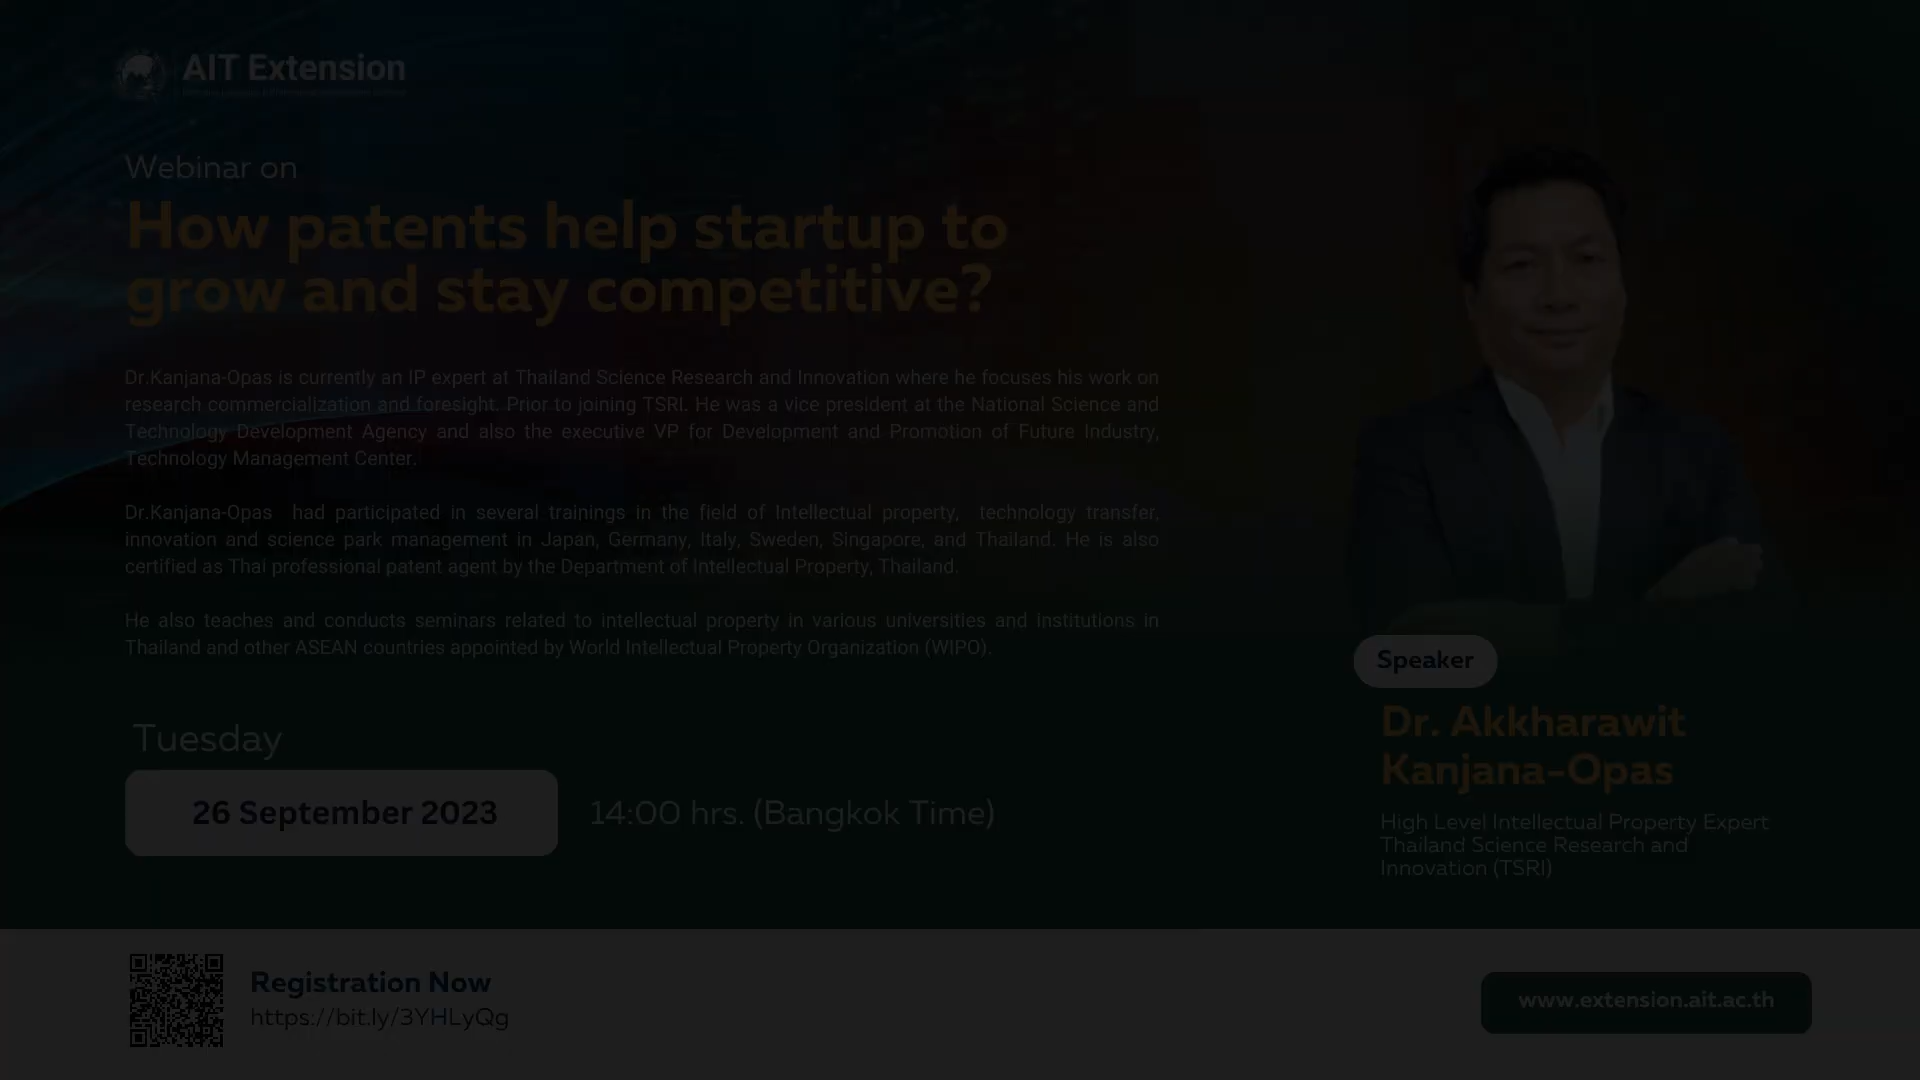 AIT Extension
Webinar on
How patents help startup to
grow and stay competitive?
Dr.Kanjana-Opas is currently an IP expert at Thailand Science Research and Innovation where he focuses his work on
research commercialization and foresight. Prior to joining TSRI. He was a vice president at the National Science and
Technology Development Agency and also the executive VP for Development and Promotion of Future Industry,
Technology Management Center.
Dr.Kanjana-Opas had participated in several trainings in the field of Intellectual property, technology transfer,
innovation and science park management in Japan, Germany, Italy, Sweden, Singapore, and Thailand. He is also
certified as Thai professional patent agent by the Department of Intellectual Property, Thailand.
He also teaches and conducts seminars related to intellectual property in various universities and institutions in
Thailand and other ASEAN countries appointed by World Intellectual Property Organization (WIPO).
Tuesday
26 September 2023
14:00 hrs. (Bangkok Time)
Speaker
Dr. Akkharawit
Kanjana-Opas
High Level Intellectual Property Expert
Thailand Science Research and
Innovation (TSRI)
Registration Now
https://bit.ly/3YHLyQg
www.extension.ait.ac.th